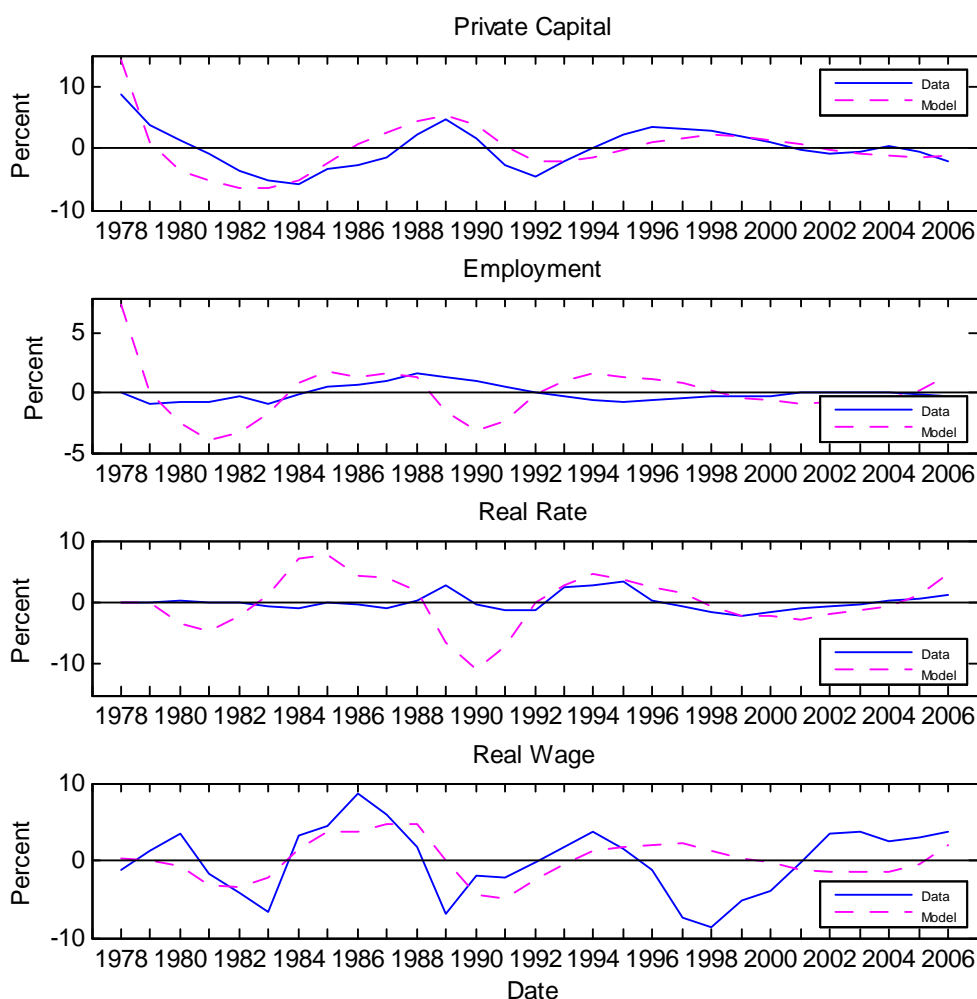 Private Capital
10
0
-10
Percent
Data
Model
1978 1980 1982 1984 1986 1988 1990 1992 1994 1996 1998 2000 2002 2004 2006
Employment
5
0
-5
Percent
Data
Model
1978 1980 1982 1984 1986 1988 1990 1992 1994 1996 1998 2000 2002 2004 2006
Real Rate
10
0
-10
Percent
Data
Model
1978 1980 1982 1984 1986 1988 1990 1992 1994 1996 1998 2000 2002 2004 2006
Real Wage
10
0
-10
Percent
Data
Model
1978 1980 1982 1984 1986 1988 1990 1992 1994 1996 1998 2000 2002 2004 2006
Date